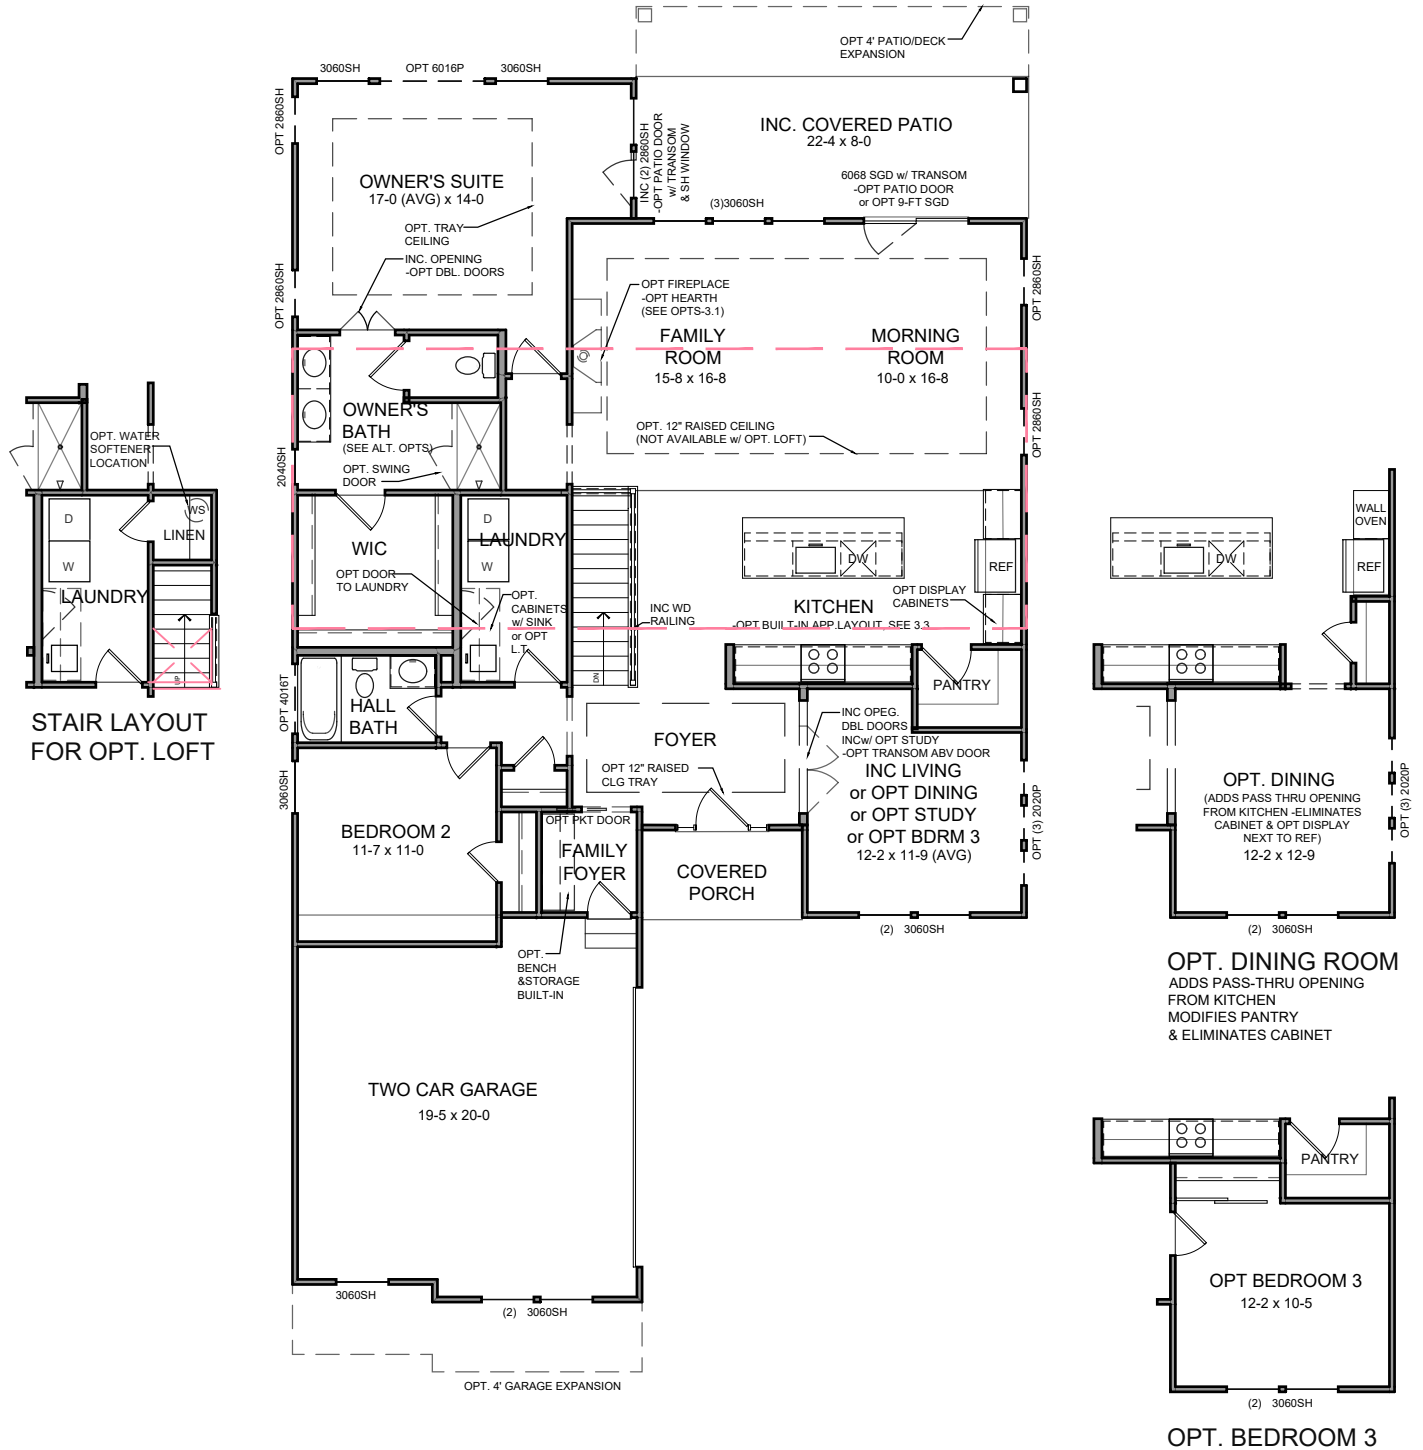 OPT 4' PATIO/DECK
EXPANSION
3060SH
OPT 6016P
3060SH
OPT 2860SH
INC (2) 2860SH
-OPT PATIO DOOR
w/ TRANSOM
& SH WINDOW
INC. COVERED PATIO
22-4 x 8-0
OWNER'S SUITE
17-0 (AVG) x 14-0
6068 SGD w/ TRANSOM
-OPT PATIO DOOR
or OPT 9-FT SGD
(3)3060SH
OPT. TRAY
CEILING
INC. OPENING
-OPT DBL. DOORS
OPT 2860SH
OPT FIREPLACE
-OPT HEARTH
(SEE OPTS-3.1)
OPT 2860SH
FAMILY
ROOM
15-8 x 16-8
MORNING
ROOM
10-0 x 16-8
OWNER'S
BATH
(SEE ALT. OPTS)
OPT. SWING
DOOR
2040SH
OPT. 12" RAISED CEILING
(NOT AVAILABLE w/ OPT. LOFT)
OPT 2860SH
OPT. WATER
SOFTENER
LOCATION
WS
LINEN
D
W
LAUNDRY
UP
STAIR LAYOUT
FOR OPT. LOFT
WIC
OPT DOOR
TO LAUNDRY
D
W
LAUNDRY
OPT.
CABINETS
w/ SINK
or OPT
L.T.
INC WD
RAILING
DN
DW
REF
OPT DISPLAY
CABINETS
KITCHEN
-OPT BUILT-IN APP.LAYOUT, SEE 3.3
PANTRY
OPT 4016T
HALL
BATH
FOYER
OPT 12" RAISED
CLG TRAY
INC OPEG.
DBL DOORS
INCw/ OPT STUDY
-OPT TRANSOM ABV DOOR
INC LIVING
or OPT DINING
or OPT STUDY
or OPT BDRM 3
12-2 x 11-9 (AVG)
OPT (3) 2020P
3060SH
BEDROOM 2
11-7 x 11-0
OPT PKT DOOR
FAMILY
FOYER
COVERED
PORCH
(2) 3060SH
OPT.
BENCH
&STORAGE
BUILT-IN
TWO CAR GARAGE
19-5 x 20-0
3060SH
(2) 3060SH
OPT. 4' GARAGE EXPANSION
WALL
OVEN
DW
REF
OPT. DINING
(ADDS PASS THRU OPENING
FROM KITCHEN -ELIMINATES
CABINET & OPT DISPLAY
NEXT TO REF)
12-2 x 12-9
OPT (3) 2020P
(2) 3060SH
OPT. DINING ROOM
ADDS PASS-THRU OPENING
FROM KITCHEN
MODIFIES PANTRY
& ELIMINATES CABINET
PANTRY
OPT BEDROOM 3
12-2 x 10-5
(2) 3060SH
OPT. BEDROOM 3